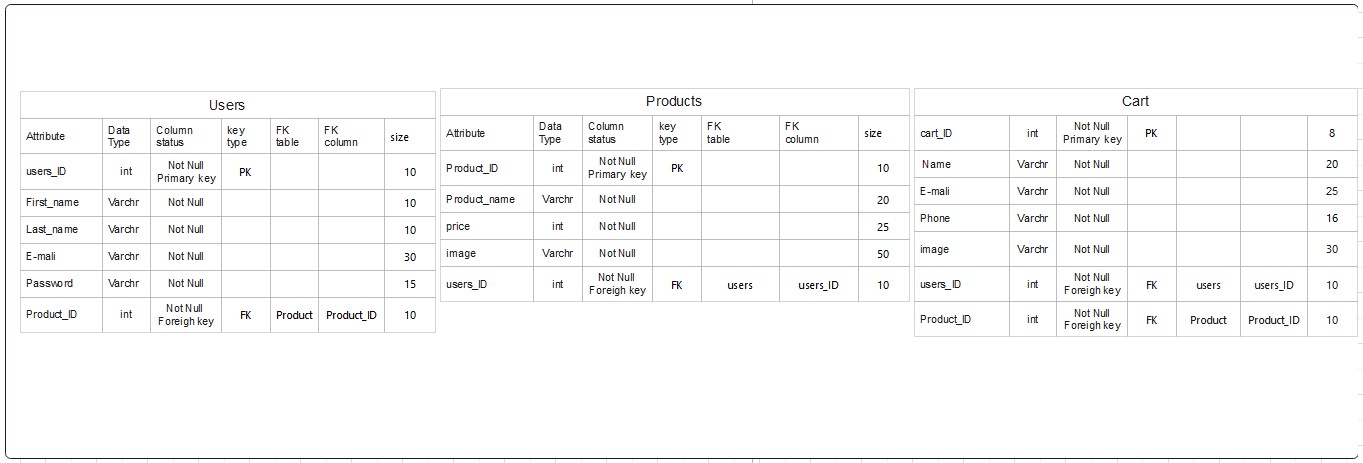 Users
Attribute Data Type Column status key type FK table FK column size
users_ID int Not Null Primary key PK 10
First_name Varchr Not Null 10
Last_name Varchr Not Null 10
E-mali Varchr Not Null 30
Password Varchr Not Null 15
Product_ID int Not Null Foreigh key FK Product Product_ID 10
Products
Attribute Data Type Column status key type FK table FK column size
Product_ID int Not Null Primary key PK 10
Product_name Varchr Not Null 20
price int Not Null 25
image Varchr Not Null 50
users_ID int Not Null Foreigh key FK users users_ID 10
Cart
cart_ID int Not Null Primary key PK 8
Name Varchr Not Null 20
E-mali Varchr Not Null 25
Phone Varchr Not Null 16
image Varchr Not Null 30
users_ID int Not Null Foreigh key FK users users_ID 10
Product_ID int Not Null Foreigh key FK Product Product_ID 10